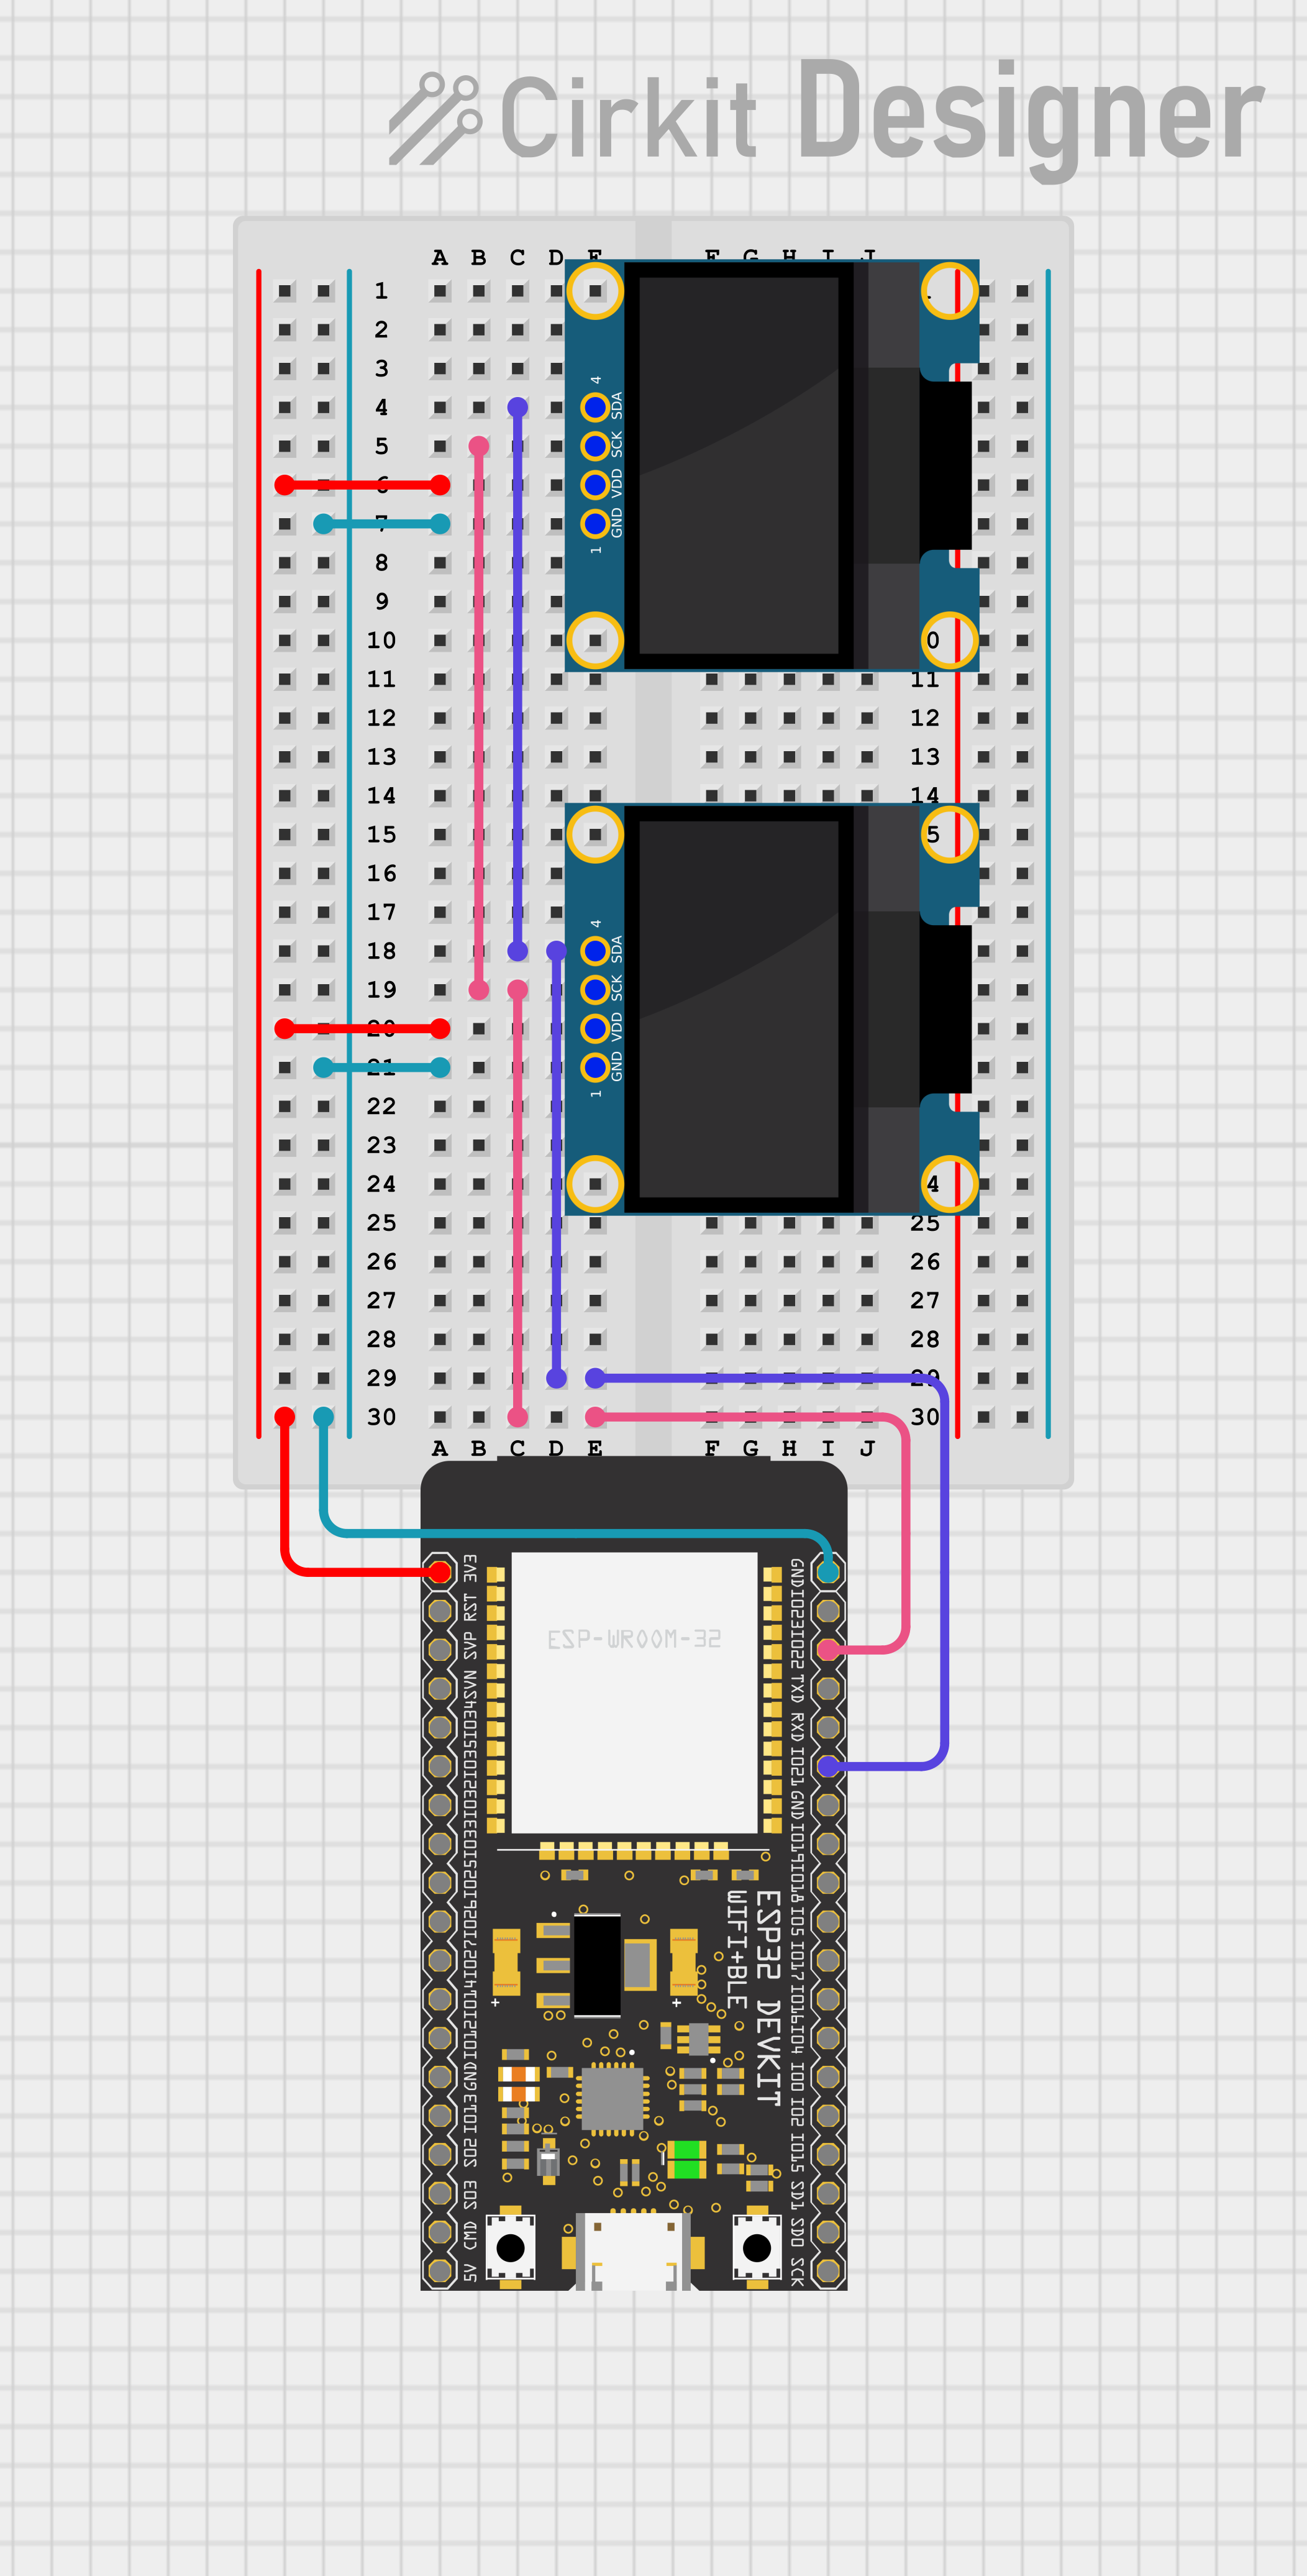 Cirkit Designer
A B C D E F G H I J
1
2
3
4
5
6
7
8
9
10 0
11 11
12 12
13 13
14 14
15 5
16
17
18
19
20
21
22
23
24 4
25 25
26 26
27 27
28 28
29 29
30 30
A B C D E F G H I J
4
SDA
SCK
VDD
GND
1
4
SDA
SCK
VDD
GND
1
3V3
RST
SVP
SVN
IO34
IO35
IO32
IO33
IO25
IO26
IO27
IO14
IO12
GND
IO13
SD2
SD3
CMD
5V
ESP-WROOM-32
ESP32 DEVKIT
WIFI+BLE
+ +
GND
IO23
IO22
TXD
RXD
IO21
GND
IO19
IO18
IO5
IO17
IO16
IO4
IO0
IO2
IO15
SD1
SD0
SCK